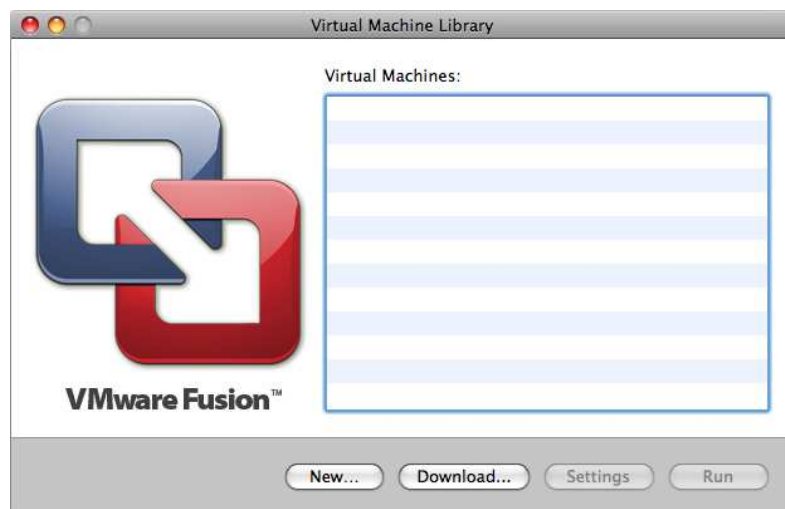 Virtual Machine Library
Virtual Machines:
VMware Fusion™
New... Download... Settings Run